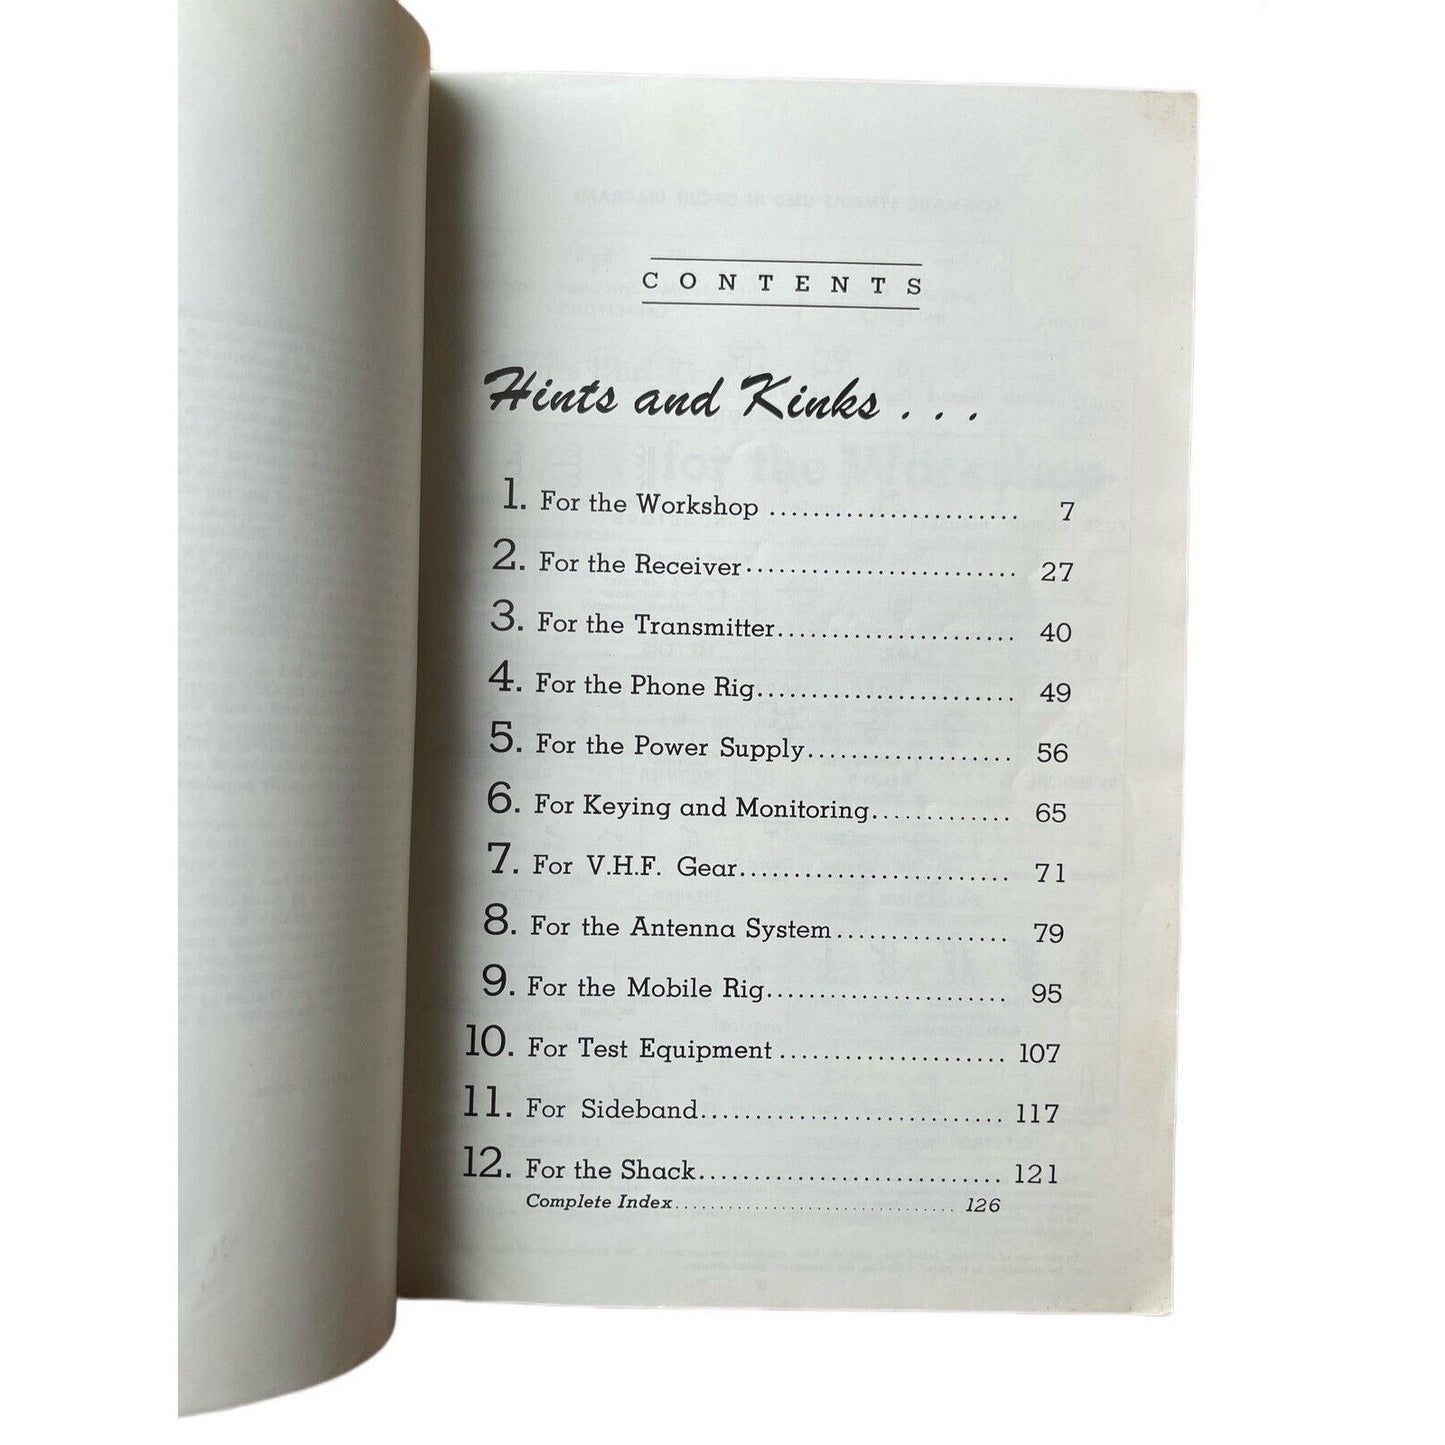 CONTENTS
Hints and Kinks . . .
1. For the Workshop ....................... 7
2. For the Receiver......................... 27
3. For the Transmitter...................... 40
4. For the Phone Rig........................ 49
5. For the Power Supply................... 56
6. For Keying and Monitoring............. 65
7. For V.H.F. Gear......................... 71
8. For the Antenna System................ 79
9. For the Mobile Rig...................... 95
10. For Test Equipment ..................... 107
11. For Sideband............................ 117
12. For the Shack............................ 121
Complete Index................................ 126